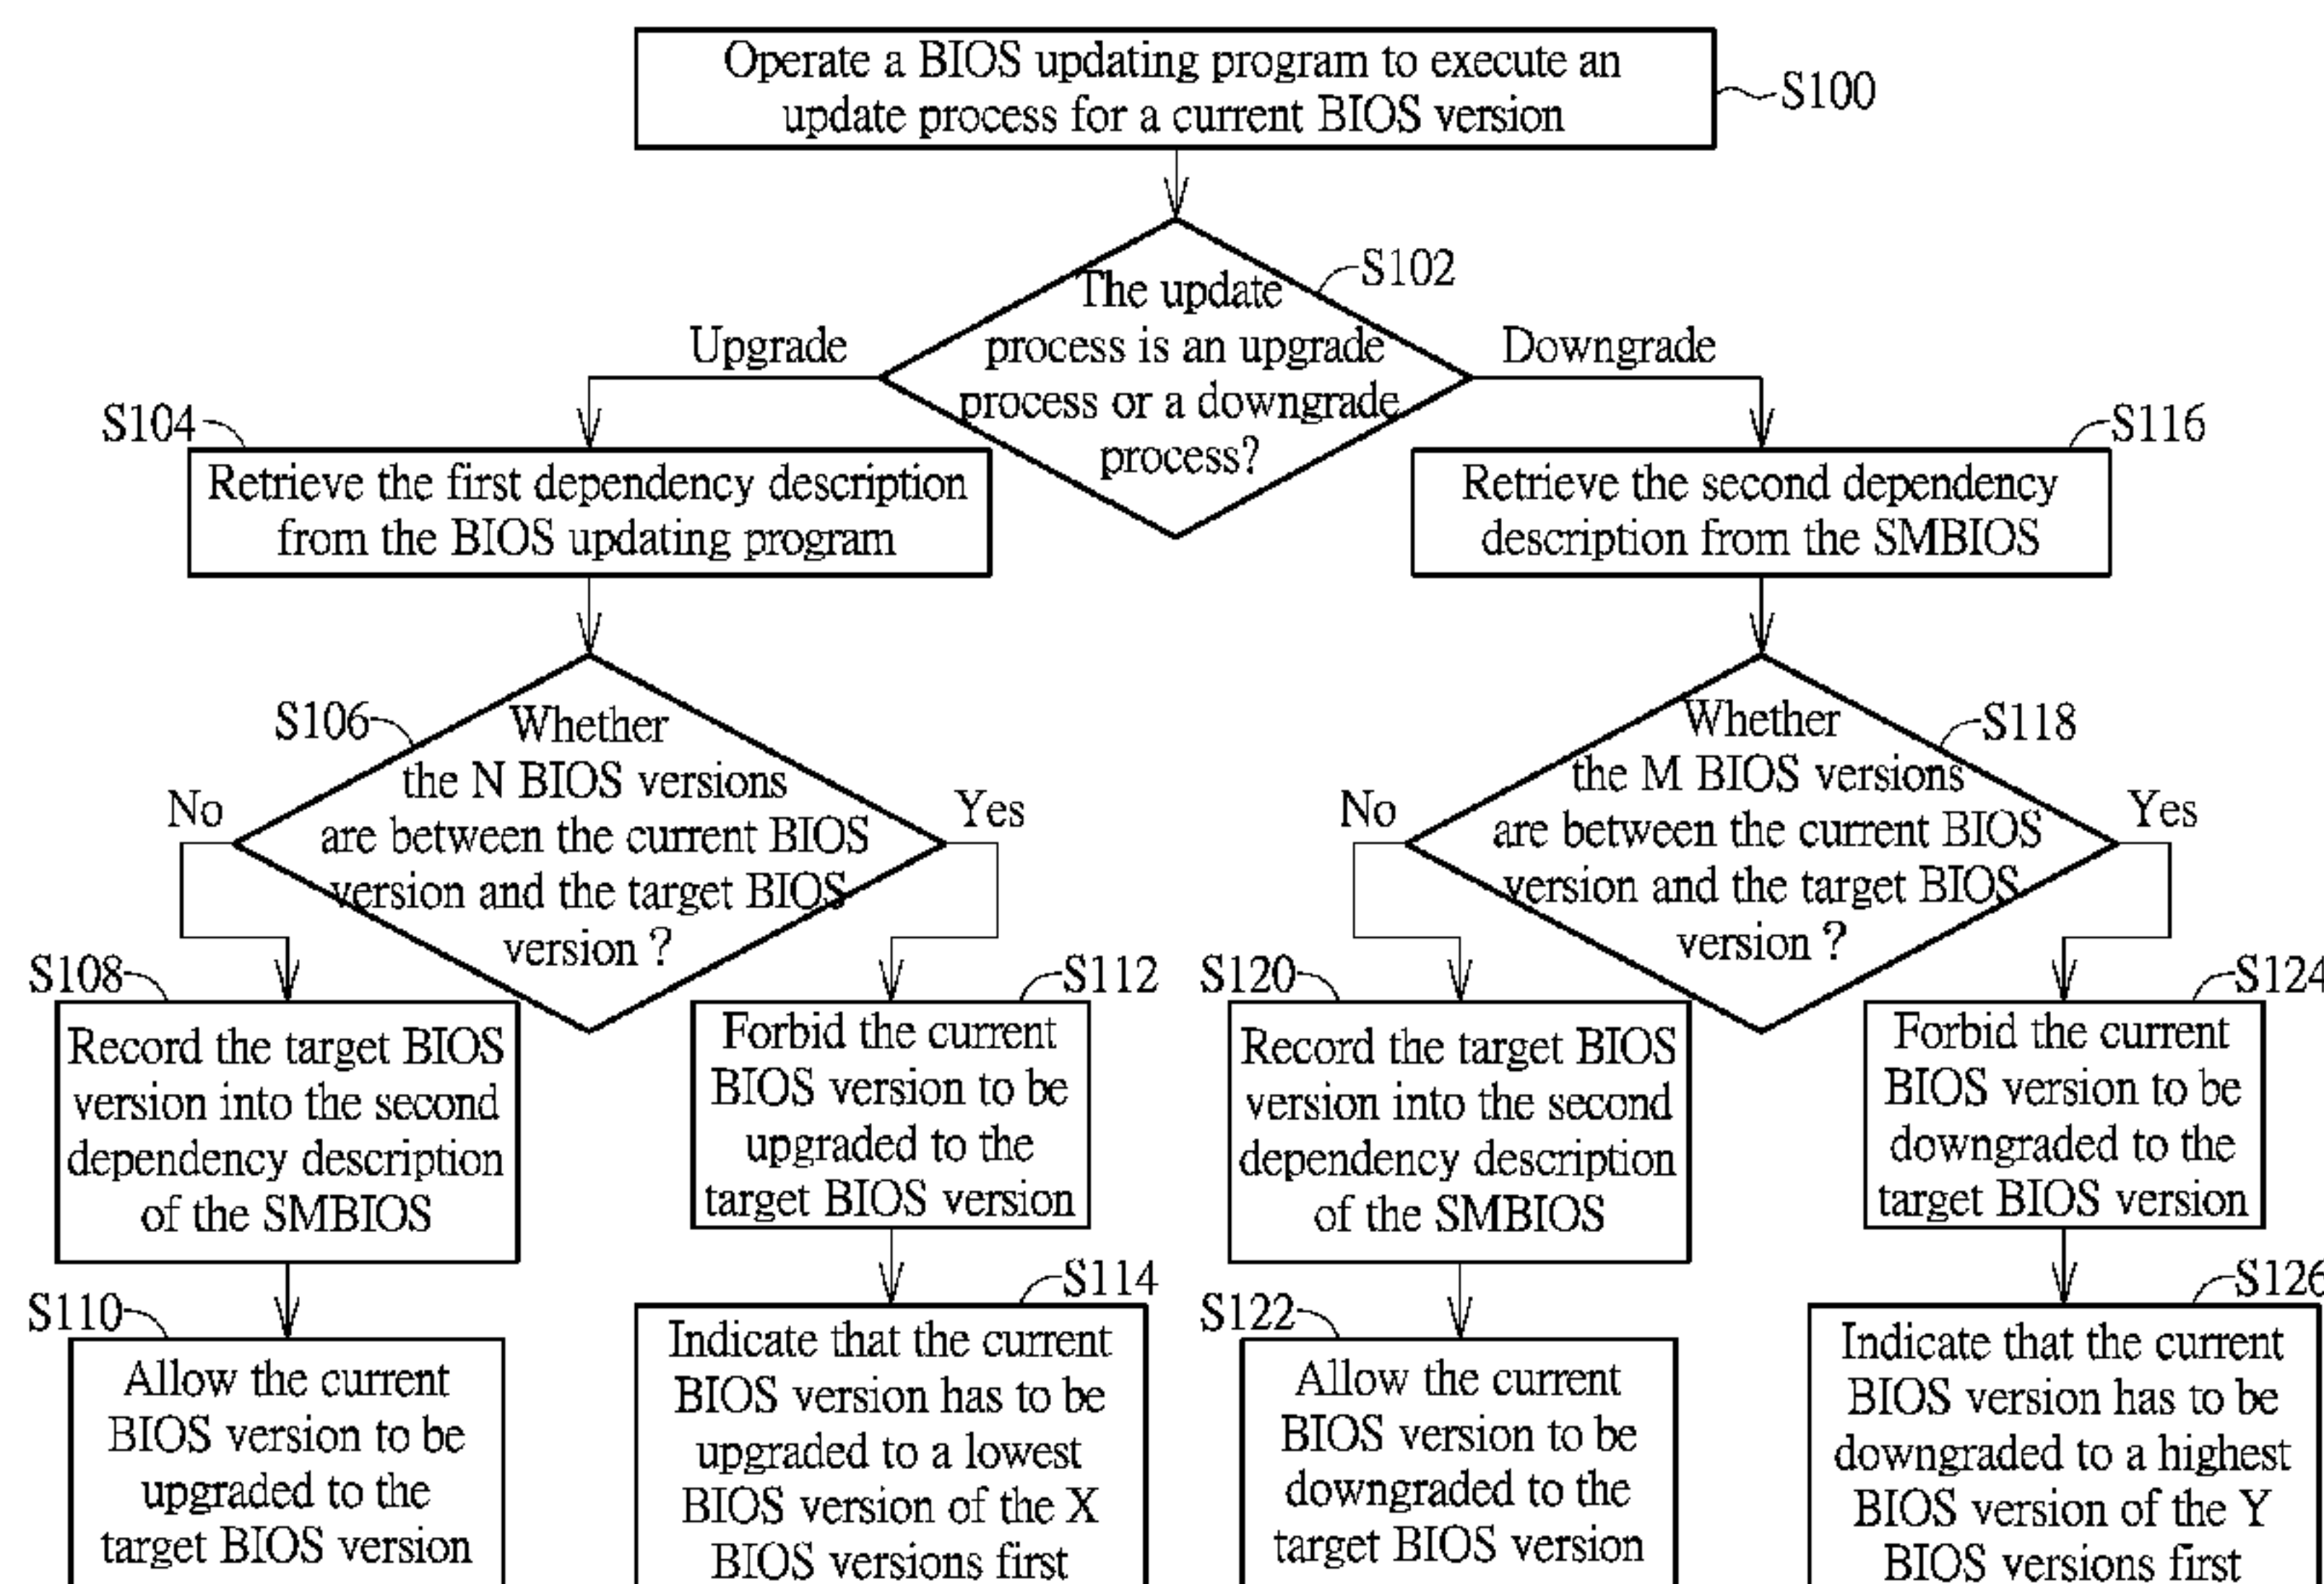 Operate a BIOS updating program to execute an
update process for a current BIOS version
S100
S102
The update
process is an upgrade
process or a downgrade
process?
Upgrade
Downgrade
S104
Retrieve the first dependency description
from the BIOS updating program
S116
Retrieve the second dependency
description from the SMBIOS
S106
Whether
the N BIOS versions
are between the current BIOS
version and the target BIOS
version ?
No
Yes
S118
Whether
the M BIOS versions
are between the current BIOS
version and the target BIOS
version ?
No
Yes
S108
Record the target BIOS
version into the second
dependency description
of the SMBIOS
S112
Forbid the current
BIOS version to be
upgraded to the
target BIOS version
S120
Record the target BIOS
version into the second
dependency description
of the SMBIOS
S124
Forbid the current
BIOS version to be
downgraded to the
target BIOS version
S110
Allow the current
BIOS version to be
upgraded to the
target BIOS version
S114
Indicate that the current
BIOS version has to be
upgraded to a lowest
BIOS version of the X
BIOS versions first
S122
Allow the current
BIOS version to be
downgraded to the
target BIOS version
S126
Indicate that the current
BIOS version has to be
downgraded to a highest
BIOS version of the Y
BIOS versions first